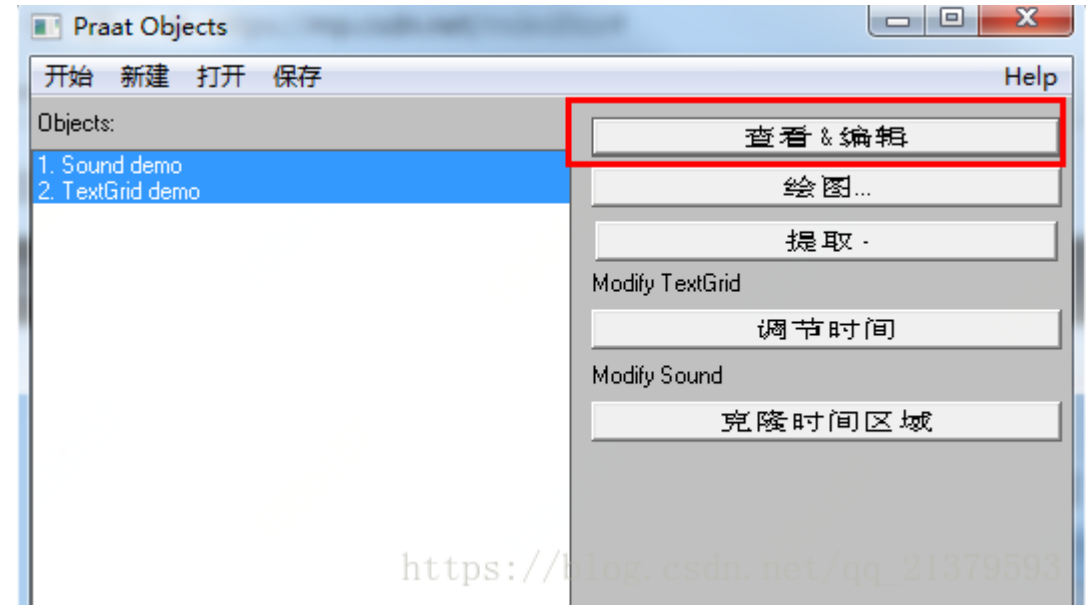 Praat Objects
开始 新建 打开 保存 Help
Objects:
1. Sound demo
2. TextGrid demo
查看 & 编辑
绘图...
提取 -
Modify TextGrid
调节时间
Modify Sound
克隆时间区域
https://blog.csdn.net/qq_21379593